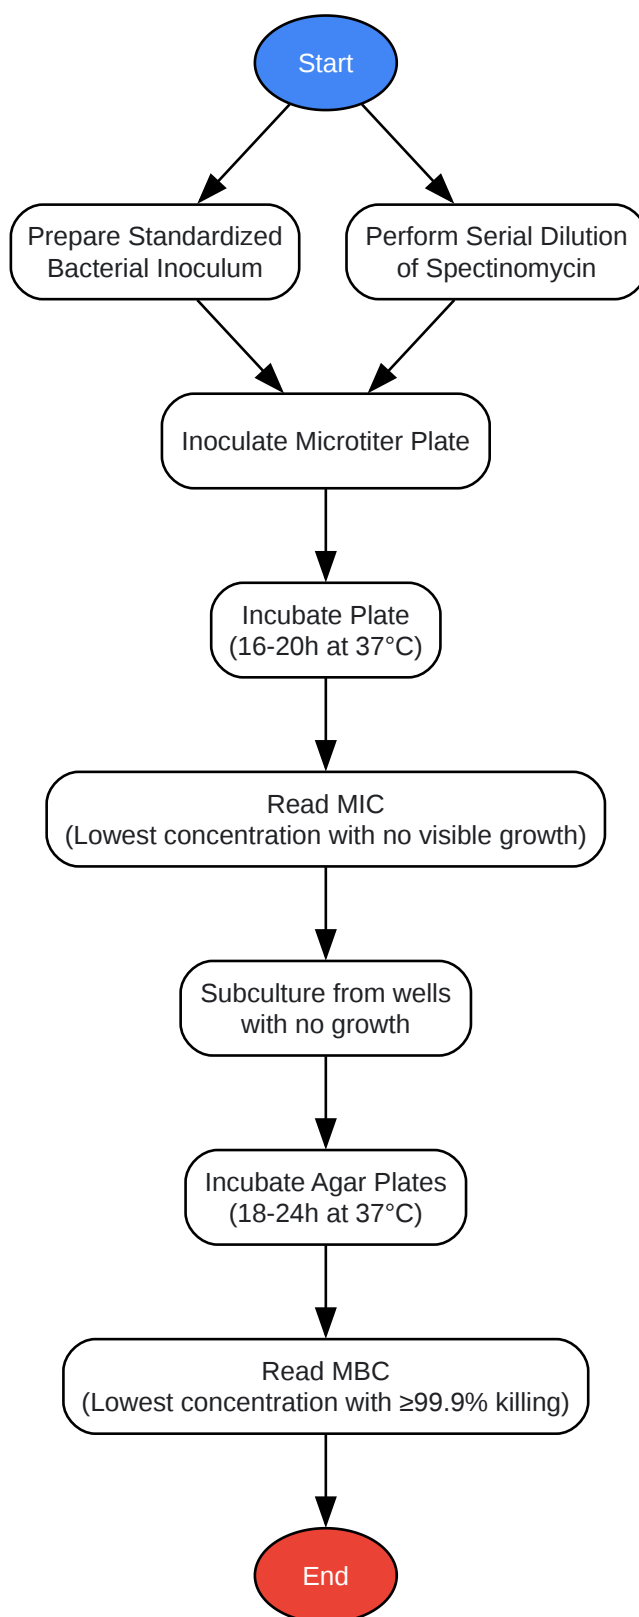 Start
Prepare Standardized
Bacterial Inoculum
Perform Serial Dilution
of Spectinomycin
Inoculate Microtiter Plate
Incubate Plate
(16-20h at 37°C)
Read MIC
(Lowest concentration with no visible growth)
Subculture from wells
with no growth
Incubate Agar Plates
(18-24h at 37°C)
Read MBC
(Lowest concentration with ≥99.9% killing)
End